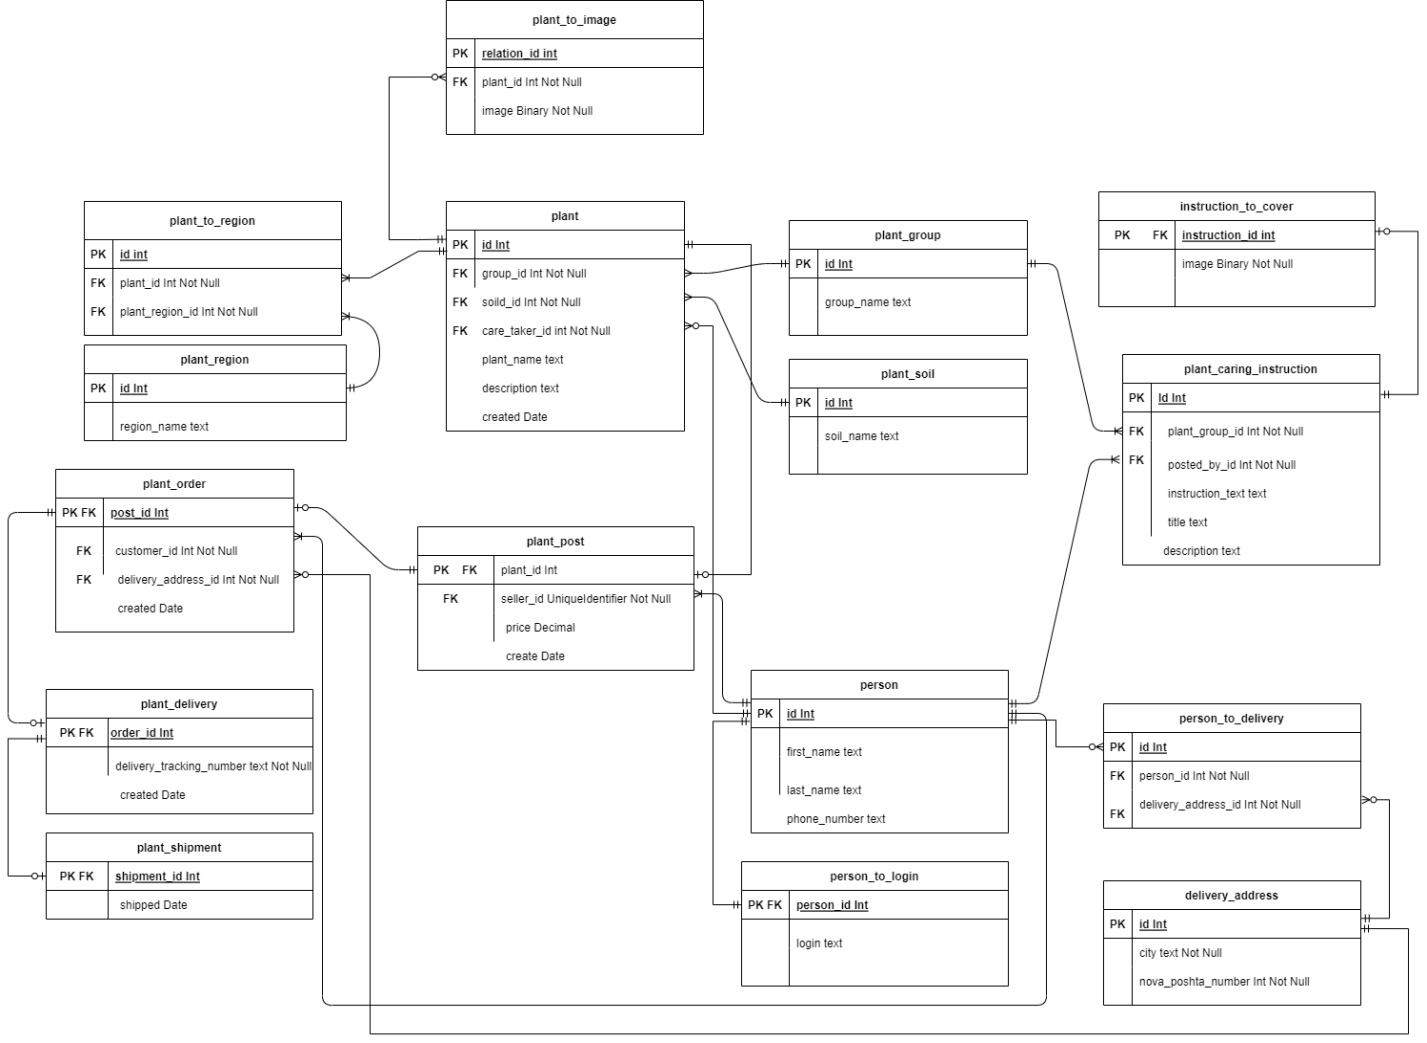 plant_to_image
PK relation_id int
FK plant_id Int Not Null
image Binary Not Null
plant_to_region
PK id int
FK plant_id Int Not Null
FK plant_region_id Int Not Null
plant
PK id Int
FK group_id Int Not Null
FK soild_id Int Not Null
FK care_taker_id int Not Null
plant_name text
description text
created Date
plant_group
PK id Int
group_name text
instruction_to_cover
PK FK instruction_id int
image Binary Not Null
plant_region
PK id Int
region_name text
plant_soil
PK id Int
soil_name text
plant_caring_instruction
PK Id Int
FK plant_group_id Int Not Null
FK posted_by_id Int Not Null
instruction_text text
title text
description text
plant_order
PK FK post_id Int
FK customer_id Int Not Null
FK delivery_address_id Int Not Null
created Date
plant_post
PK FK plant_id Int
FK seller_id UniqueIdentifier Not Null
price Decimal
create Date
plant_delivery
PK FK order_id Int
delivery_tracking_number text Not Null
created Date
person
PK id Int
first_name text
last_name text
phone_number text
person_to_delivery
PK id Int
FK person_id Int Not Null
FK delivery_address_id Int Not Null
plant_shipment
PK FK shipment_id Int
shipped Date
person_to_login
PK FK person_id Int
login text
delivery_address
PK id Int
city text Not Null
nova_poshta_number Int Not Null